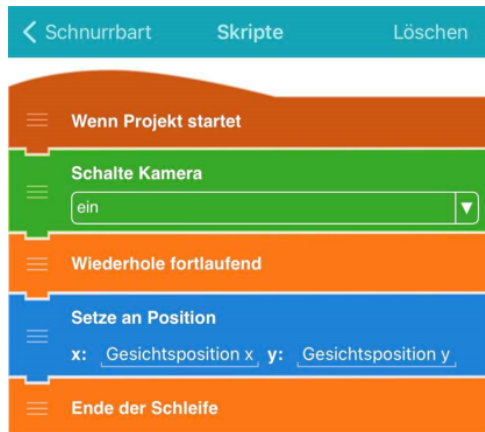 Schnurrbart Skripte Löschen
Wenn Projekt startet
Schalte Kamera
ein
Wiederhole fortlaufend
Setze an Position
x: Gesichtsposition x y: Gesichtsposition y
Ende der Schleife